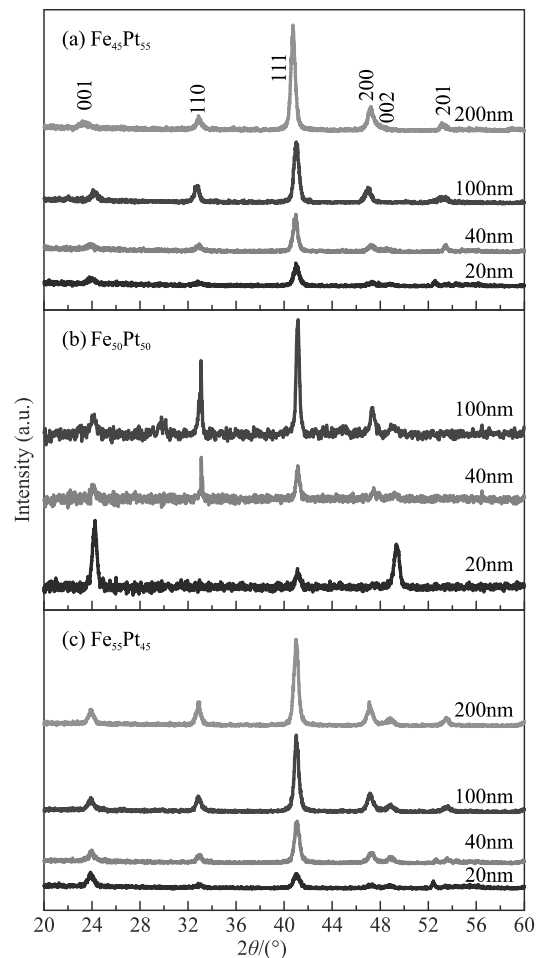 (a) Fe₄₅Pt₅₅
001
110
111
200
002
201
200nm
100nm
40nm
20nm
(b) Fe₅₀Pt₅₀
100nm
40nm
20nm
Intensity (a.u.)
(c) Fe₅₅Pt₄₅
200nm
100nm
40nm
20nm
20 24 28 32 36 40 44 48 52 56 60
2θ/(°)